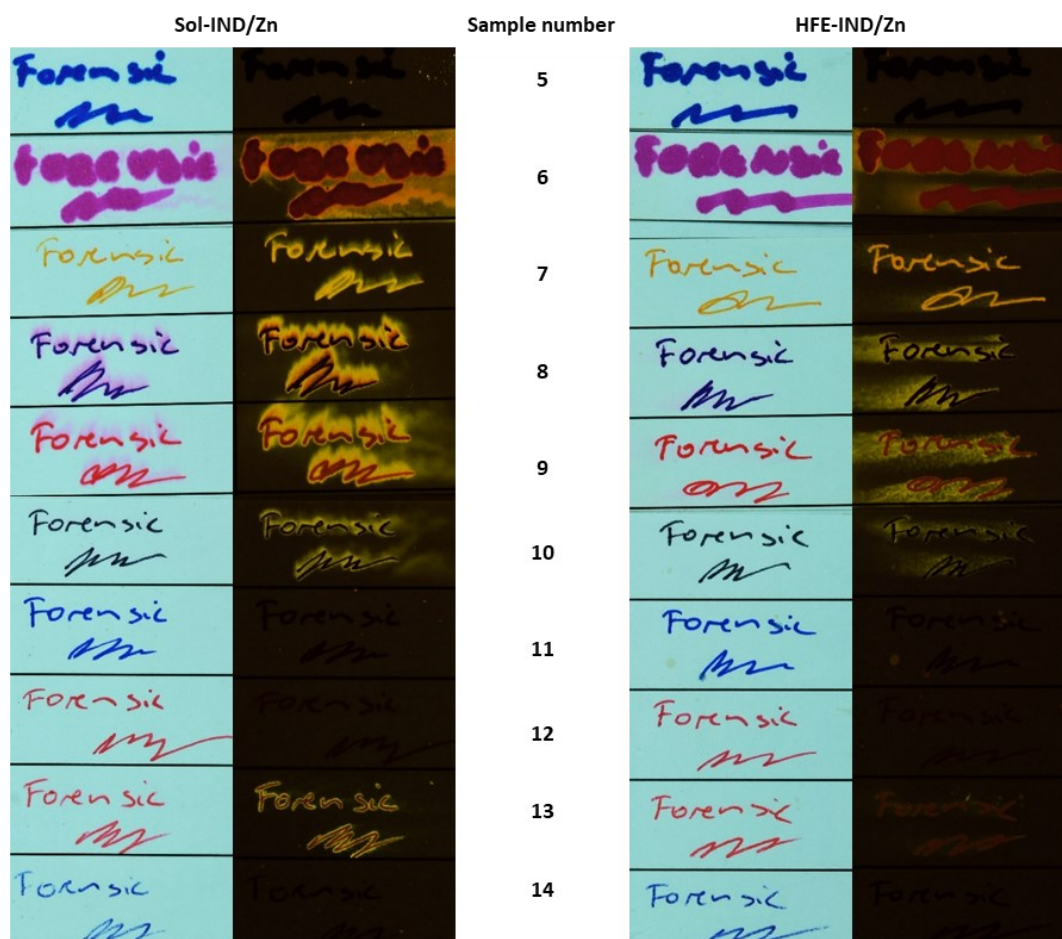 Sol-IND/Zn Sample number HFE-IND/Zn
Forensic Forensic 5 Forensic Forensic
Forensic Forensic 6 Forensic Forensic
Forensic Forensic 7 Forensic Forensic
Forensic Forensic 8 Forensic Forensic
Forensic Forensic 9 Forensic Forensic
Forensic Forensic 10 Forensic Forensic
Forensic Forensic 11 Forensic Forensic
Forensic Forensic 12 Forensic Forensic
Forensic Forensic 13 Forensic Forensic
Forensic Forensic 14 Forensic Forensic